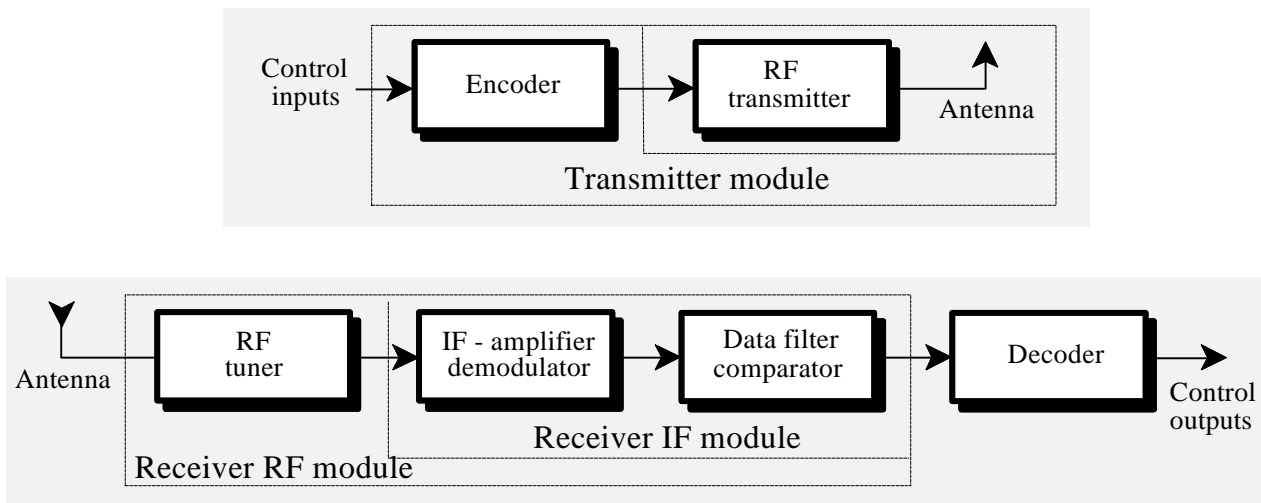 Control
inputs
Encoder
RF
transmitter
Antenna
Transmitter module
Antenna
RF
tuner
IF - amplifier
demodulator
Data filter
comparator
Decoder
Control
outputs
Receiver IF module
Receiver RF module